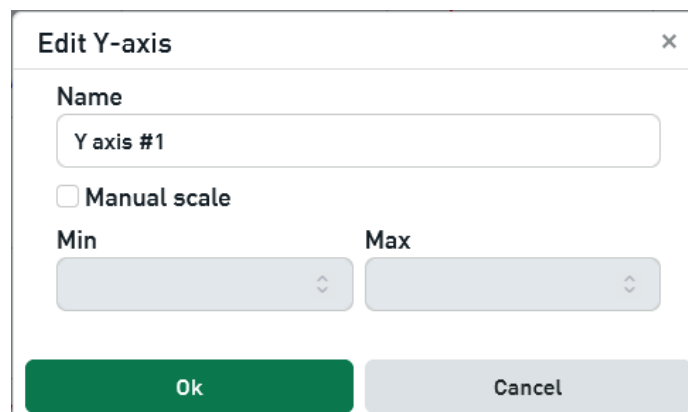 Edit Y-axis
Name
Y axis #1
Manual scale
Min Max
Ok Cancel